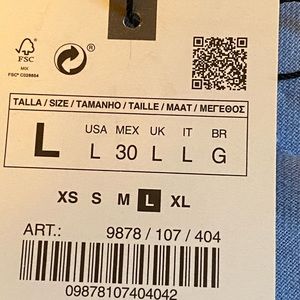 FSC
MIX
FSC® C028654
®
TALLA / SIZE / TAMANHO / TAILLE / MAAT / ΜΕΓΕΘΟΣ
USA MEX UK IT BR
L L 30 L L G
XS S M L XL
ART.: 9878 / 107 / 404
09878107404042